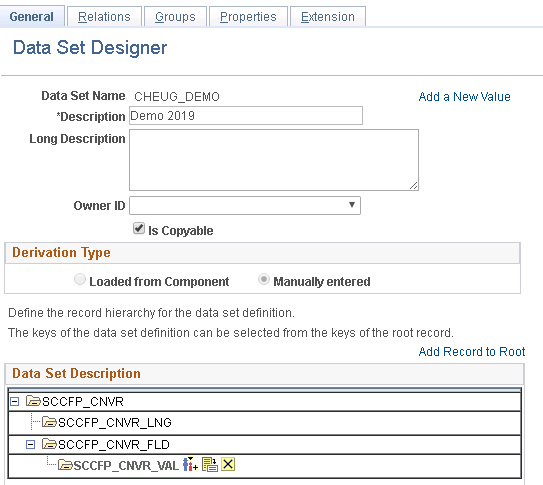 General Relations Groups Properties Extension
Data Set Designer
Data Set Name CHEUG_DEMO Add a New Value
*Description Demo 2019
Long Description
Owner ID
Is Copyable
Derivation Type
Loaded from Component Manually entered
Define the record hierarchy for the data set definition.
The keys of the data set definition can be selected from the keys of the root record.
Add Record to Root
Data Set Description
SCCFP_CNVR
SCCFP_CNVR_LNG
SCCFP_CNVR_FLD
SCCFP_CNVR_VAL